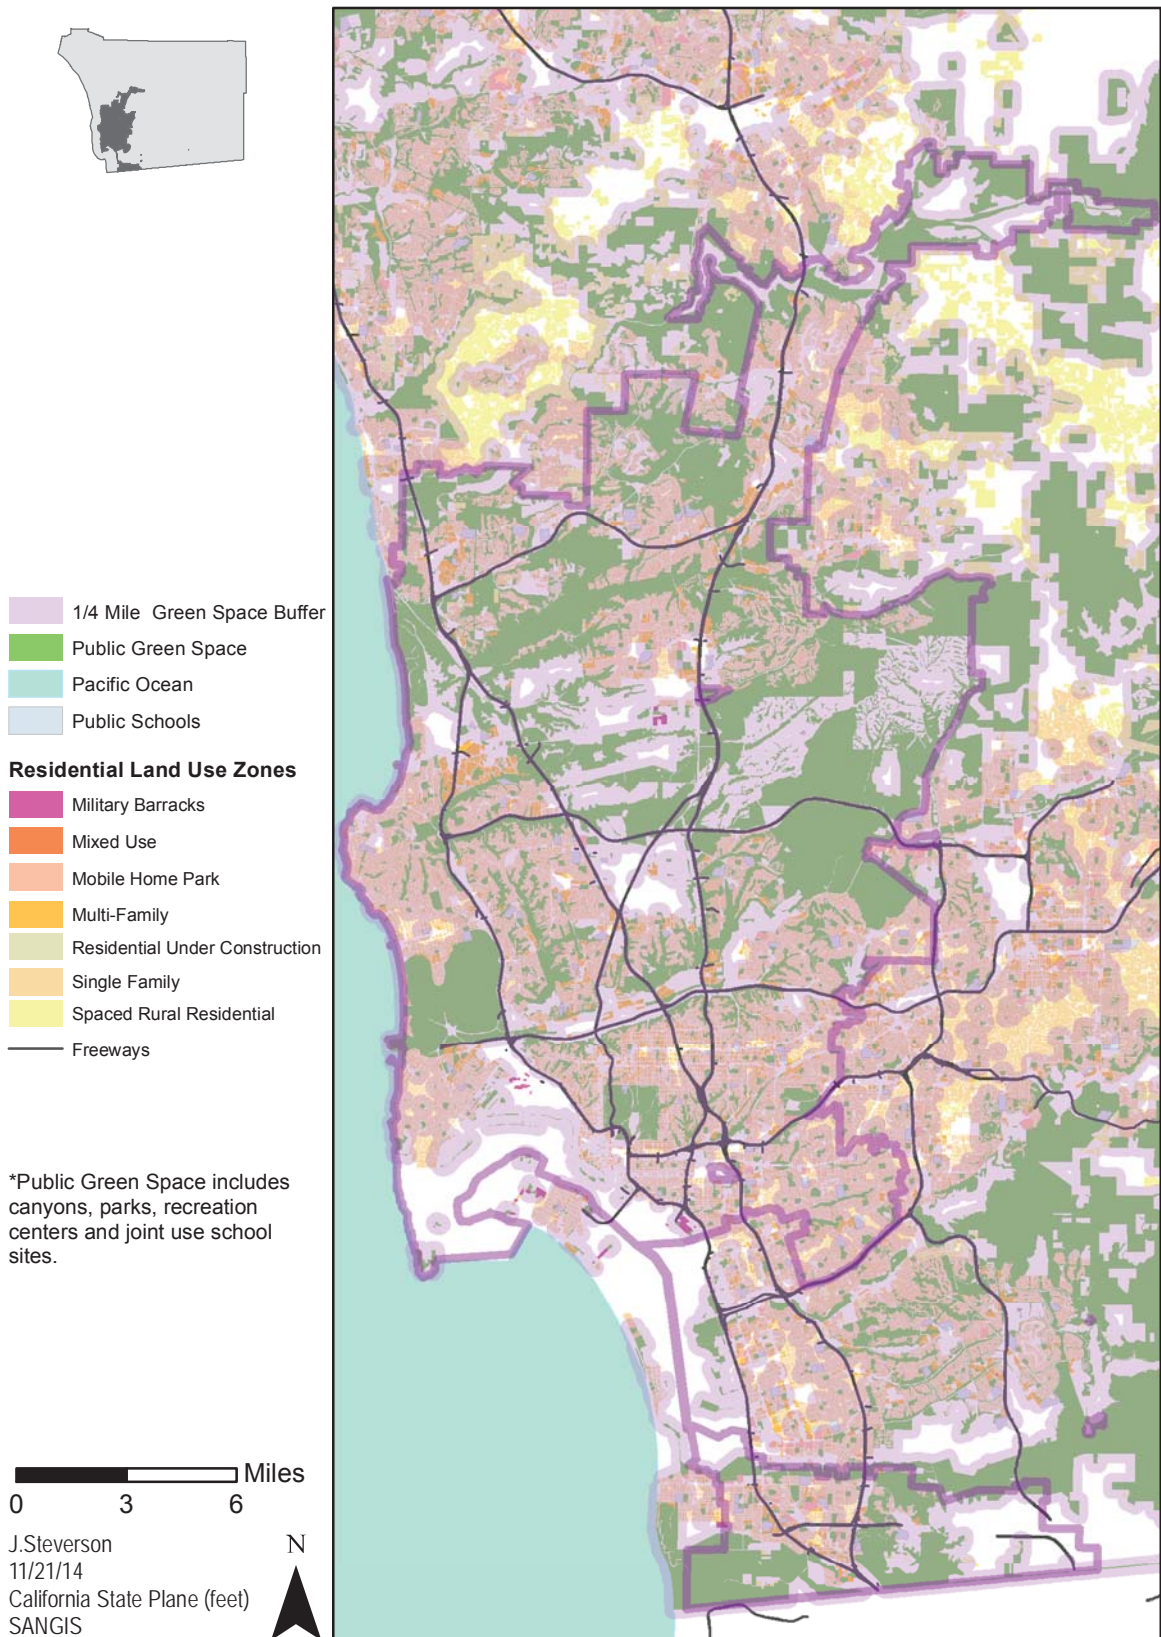 1/4 Mile Green Space Buffer
Public Green Space
Pacific Ocean
Public Schools
Residential Land Use Zones
Military Barracks
Mixed Use
Mobile Home Park
Multi-Family
Residential Under Construction
Single Family
Spaced Rural Residential
Freeways
*Public Green Space includes
canyons, parks, recreation
centers and joint use school
sites.
Miles
0 3 6
J.Steverson
11/21/14
California State Plane (feet)
SANGIS
N